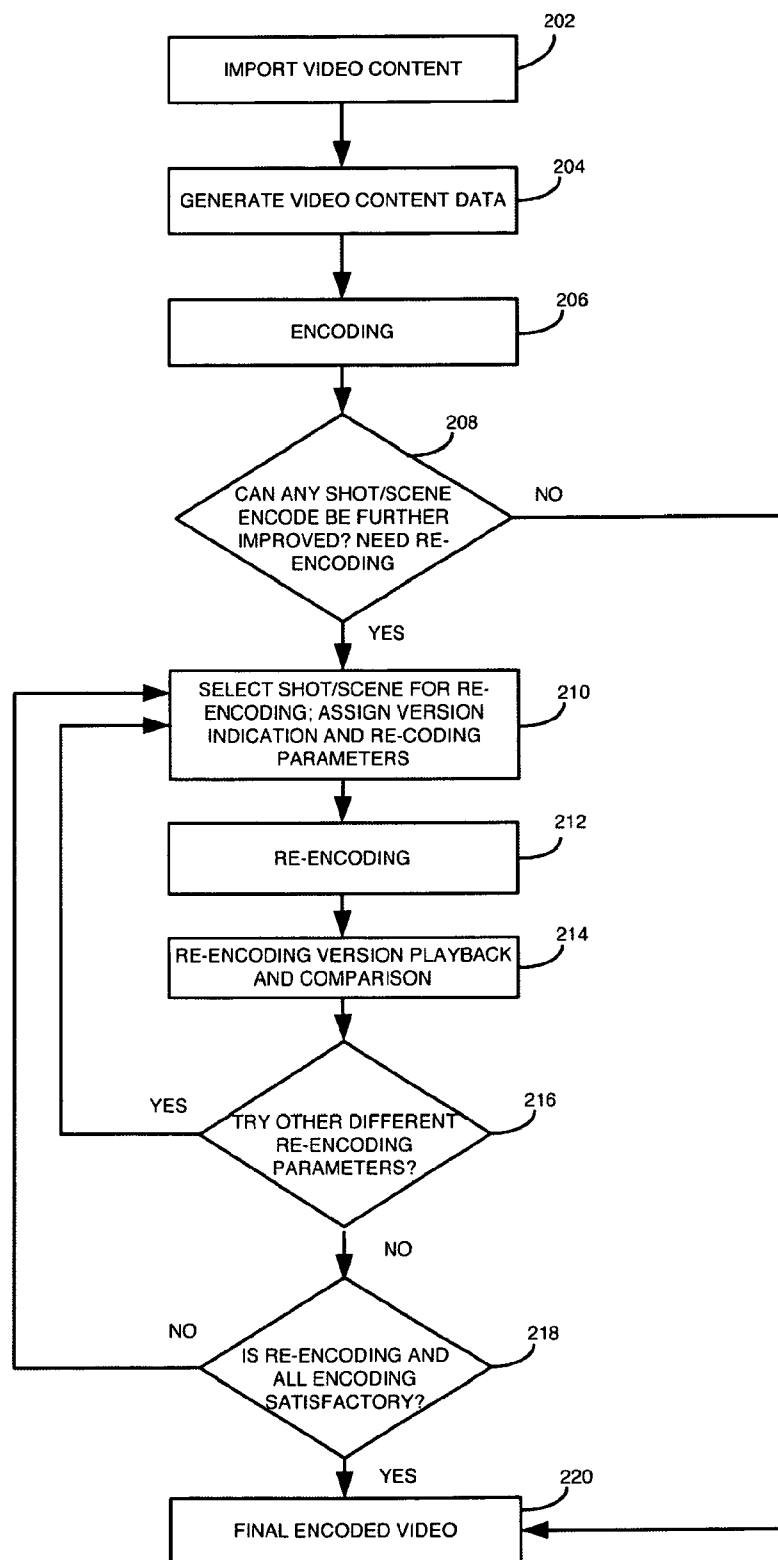 202
IMPORT VIDEO CONTENT
204
GENERATE VIDEO CONTENT DATA
206
ENCODING
208
CAN ANY SHOT/SCENE
ENCODE BE FURTHER
IMPROVED? NEED RE-
ENCODING
NO
YES
SELECT SHOT/SCENE FOR RE-
ENCODING; ASSIGN VERSION
INDICATION AND RE-CODING
PARAMETERS
210
212
RE-ENCODING
214
RE-ENCODING VERSION PLAYBACK
AND COMPARISON
YES
216
TRY OTHER DIFFERENT
RE-ENCODING
PARAMETERS?
NO
NO
218
IS RE-ENCODING AND
ALL ENCODING
SATISFACTORY?
YES
220
FINAL ENCODED VIDEO